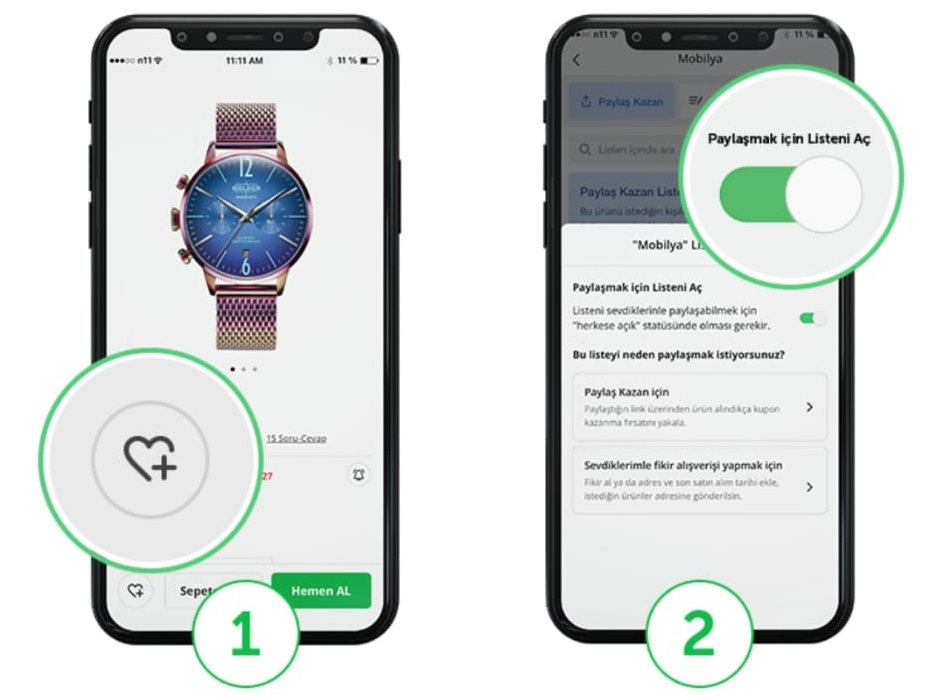 n11
11:11 AM
11 %
12
WELDER
6
15 Soru-Cevap
27
Sepet
Hemen AL
1
n11
11 %
Mobilya
Paylaş Kazan
Listen içinde ara
Paylaş Kazan Liste
Bu ürünü istediğin kişi
Paylaşmak için Listeni Aç
"Mobilya" Lis
Paylaşmak için Listeni Aç
Listeni sevdiklerinle paylaşabilmek için
"herkese açık" statüsünde olması gerekir.
Bu listeyi neden paylaşmak istiyorsunuz?
Paylaş Kazan için
Paylaştığın link üzerinden ürün alındıkça kupon
kazanma fırsatını yakala.
Sevdiklerimle fikir alışverişi yapmak için
Fikir al ya da adres ve son satın alım tarihi ekle,
istediğin ürünler adresine gönderilsin.
2